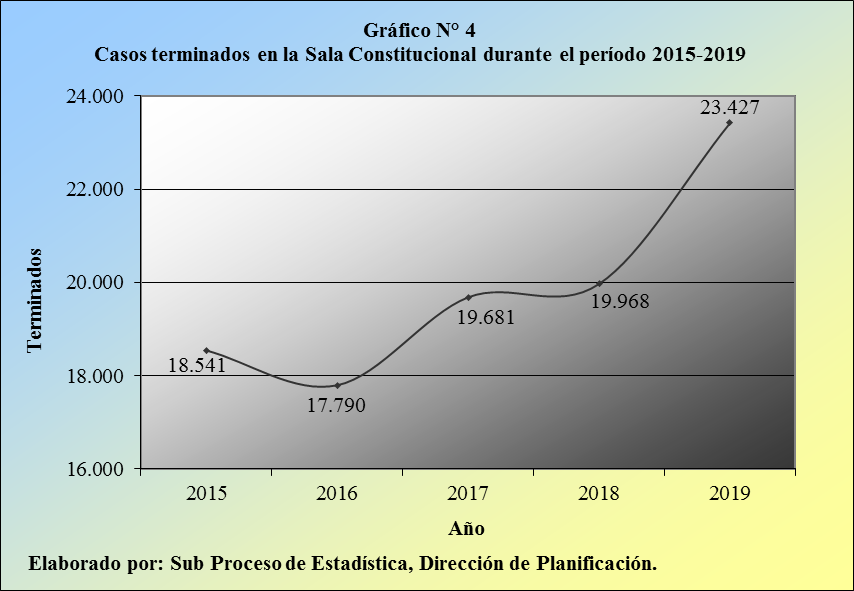 Gráfico N° 4
Casos terminados en la Sala Constitucional durante el período 2015-2019
Terminados
24.000
22.000
20.000
18.000
16.000
18.541
17.790
19.681
19.968
23.427
2015 2016 2017 2018 2019
Año
Elaborado por: Sub Proceso de Estadística, Dirección de Planificación.